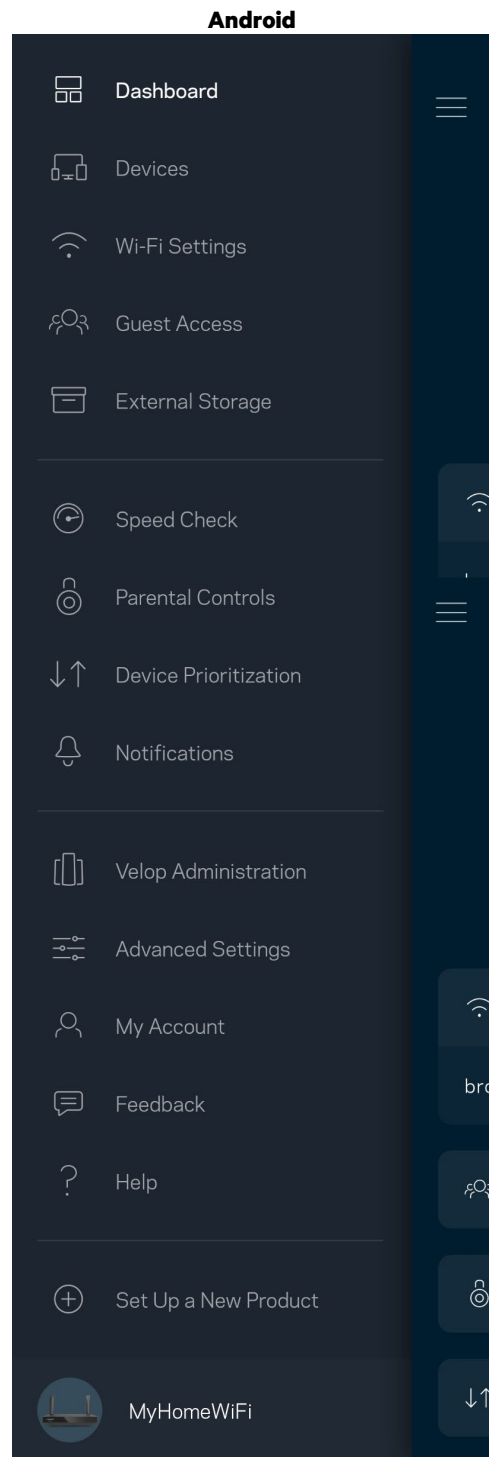 Android
Dashboard
Devices
Wi-Fi Settings
Guest Access
External Storage
Speed Check
Parental Controls
Device Prioritization
Notifications
Velop Administration
Advanced Settings
My Account
bro
Feedback
Help
Set Up a New Product
MyHomeWiFi